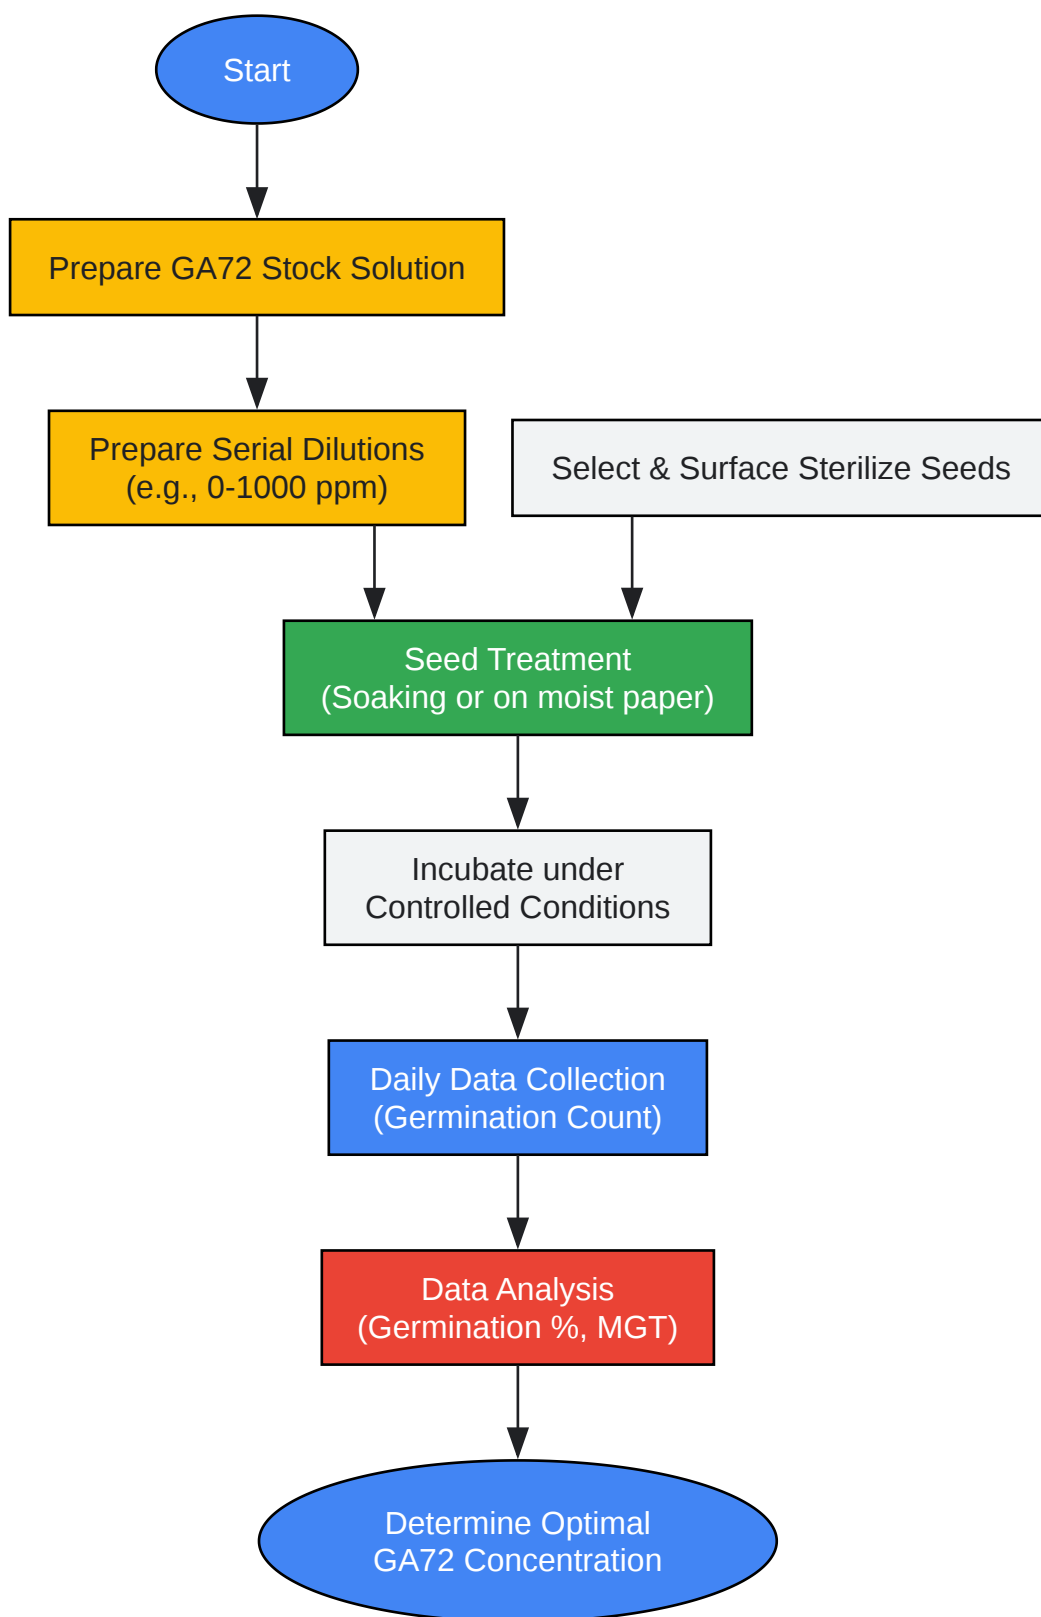 Start
Prepare GA72 Stock Solution
Prepare Serial Dilutions
(e.g., 0-1000 ppm)
Select & Surface Sterilize Seeds
Seed Treatment
(Soaking or on moist paper)
Incubate under
Controlled Conditions
Daily Data Collection
(Germination Count)
Data Analysis
(Germination %, MGT)
Determine Optimal
GA72 Concentration